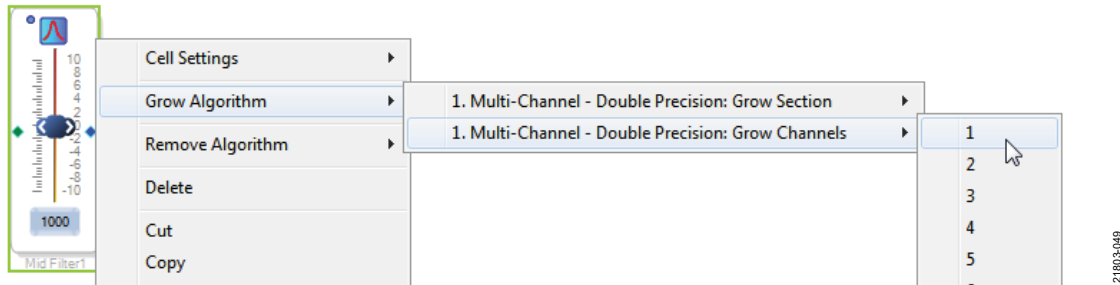 10
8
6
4
2
0
-2
-4
-6
-8
-10
1000
Mid Filter1
Cell Settings
Grow Algorithm
Remove Algorithm
Delete
Cut
Copy
1. Multi-Channel - Double Precision: Grow Section
1. Multi-Channel - Double Precision: Grow Channels
1
2
3
4
5
21803-049